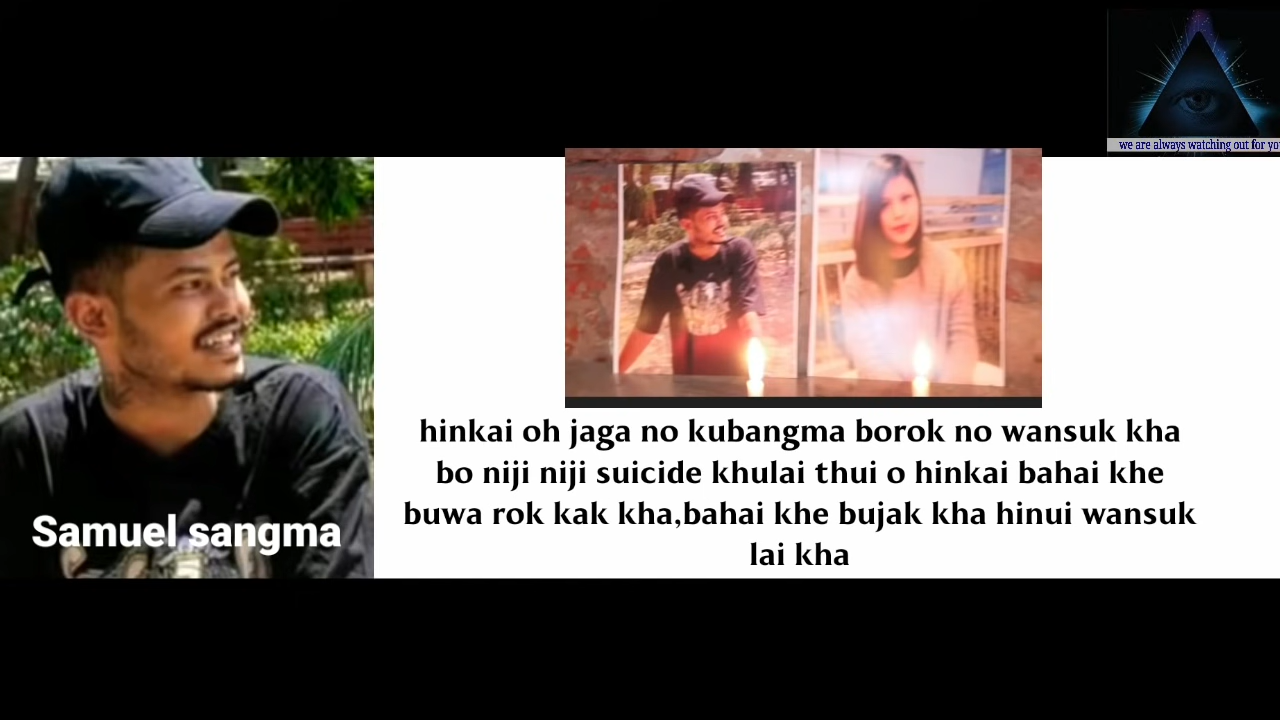 we are always watching out for yo
Samuel sangma
hinkai oh jaga no kubangma borok no wansuk kha
bo niji niji suicide khulai thui o hinkai bahai khe
buwa rok kak kha,bahai khe bujak kha hinui wansuk
lai kha